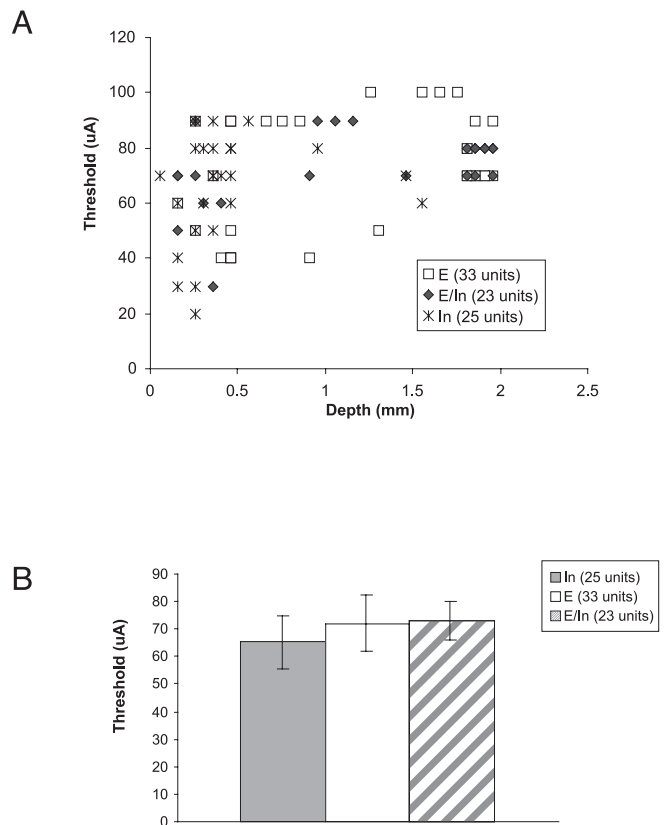 A
120
100
80
60
40
20
0
Threshold (uA)
0 0.5 1 1.5 2 2.5
Depth (mm)
E (33 units)
E/In (23 units)
In (25 units)
B
90
80
70
60
50
40
30
20
10
0
Threshold (uA)
In (25 units)
E (33 units)
E/In (23 units)